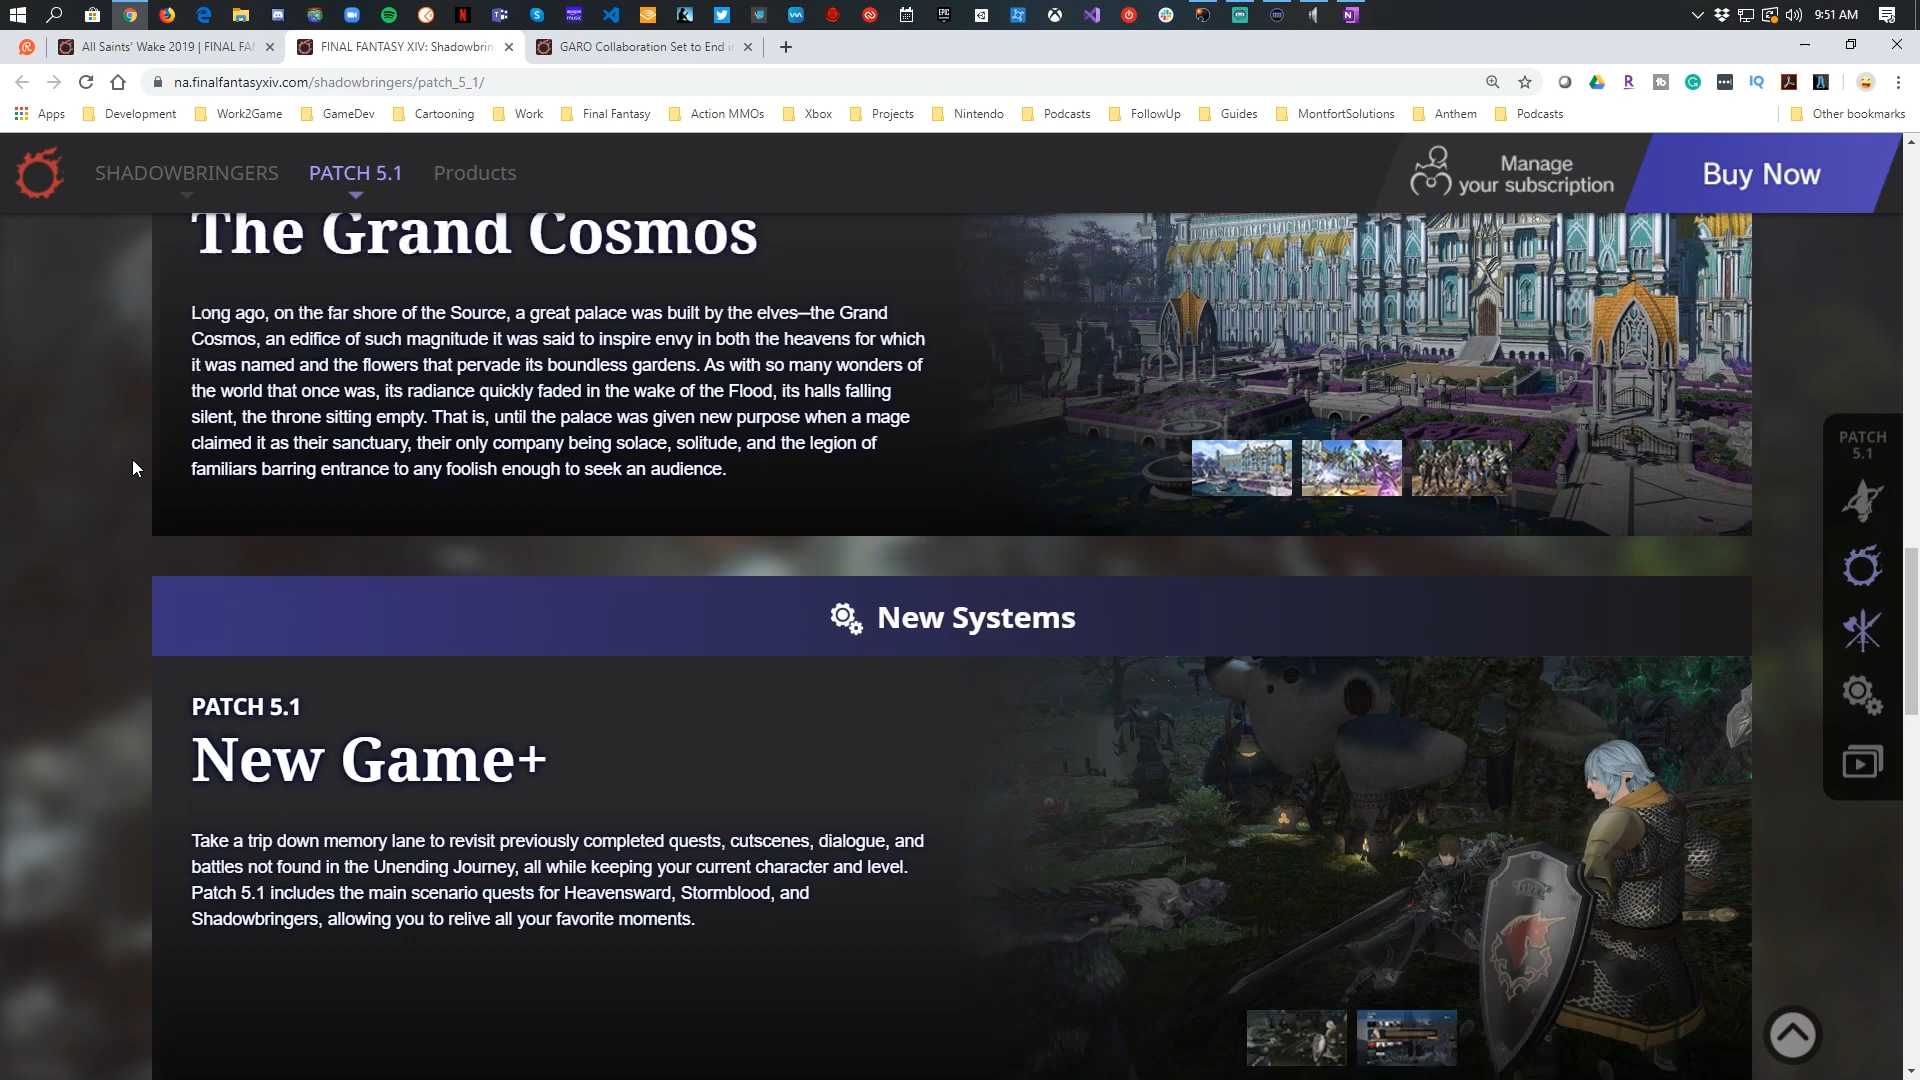 9:51 AM
All Saints' Wake 2019 | FINAL FA
FINAL FANTASY XIV: Shadowbrin
GARO Collaboration Set to End i
na.finalfantasyxiv.com/shadowbringers/patch_5_1/
Apps
Development
Work2Game
GameDev
Cartooning
Work
Final Fantasy
Action MMOs
Xbox
Projects
Nintendo
Podcasts
FollowUp
Guides
MontfortSolutions
Anthem
Podcasts
Other bookmarks
SHADOWBRINGERS
PATCH 5.1
Products
Manage
your subscription
Buy Now
The Grand Cosmos
Long ago, on the far shore of the Source, a great palace was built by the elves—the Grand
Cosmos, an edifice of such magnitude it was said to inspire envy in both the heavens for which
it was named and the flowers that pervade its boundless gardens. As with so many wonders of
the world that once was, its radiance quickly faded in the wake of the Flood, its halls falling
silent, the throne sitting empty. That is, until the palace was given new purpose when a mage
claimed it as their sanctuary, their only company being solace, solitude, and the legion of
familiars barring entrance to any foolish enough to seek an audience.
PATCH
5.1
New Systems
PATCH 5.1
New Game+
Take a trip down memory lane to revisit previously completed quests, cutscenes, dialogue, and
battles not found in the Unending Journey, all while keeping your current character and level.
Patch 5.1 includes the main scenario quests for Heavensward, Stormblood, and
Shadowbringers, allowing you to relive all your favorite moments.